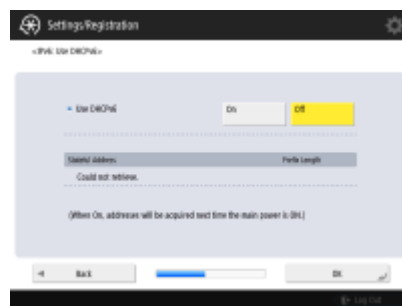 Settings/Registration
<IPv6: Use DHCPv6>
Use DHCPv6 On Off
Stateful Address Prefix Length
Could not retrieve.
(When On, addresses will be acquired next time the main power is ON.)
Back OK
Log Out